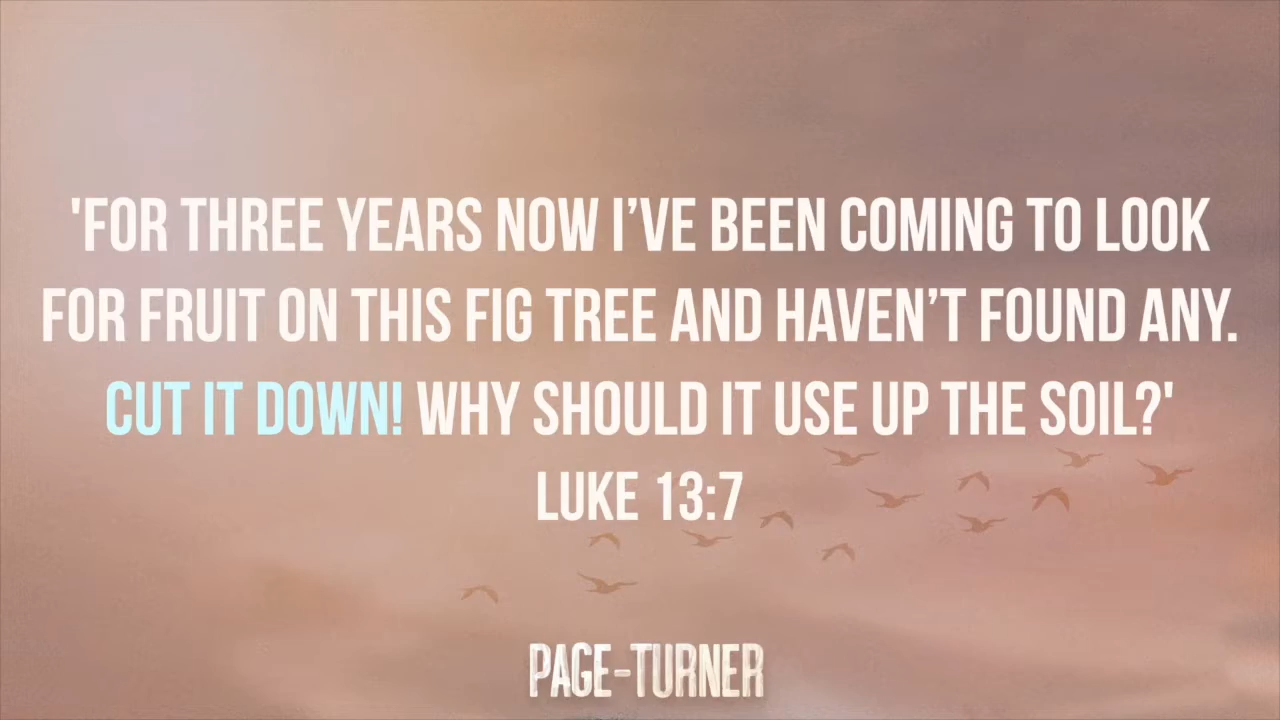 'FOR THREE YEARS NOW I’VE BEEN COMING TO LOOK
FOR FRUIT ON THIS FIG TREE AND HAVEN’T FOUND ANY.
CUT IT DOWN! WHY SHOULD IT USE UP THE SOIL?'
LUKE 13:7
PAGE-TURNER